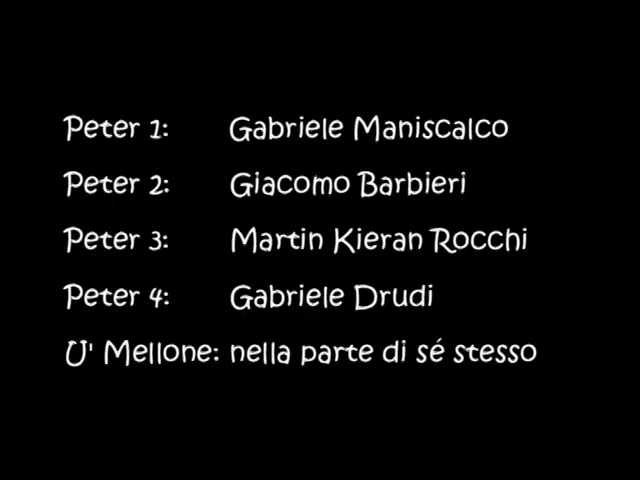 Peter 1: Gabriele Maniscalco
Peter 2: Giacomo Barbieri
Peter 3: Martin Kieran Rocchi
Peter 4: Gabriele Drudi
U' Mellone: nella parte di sé stesso